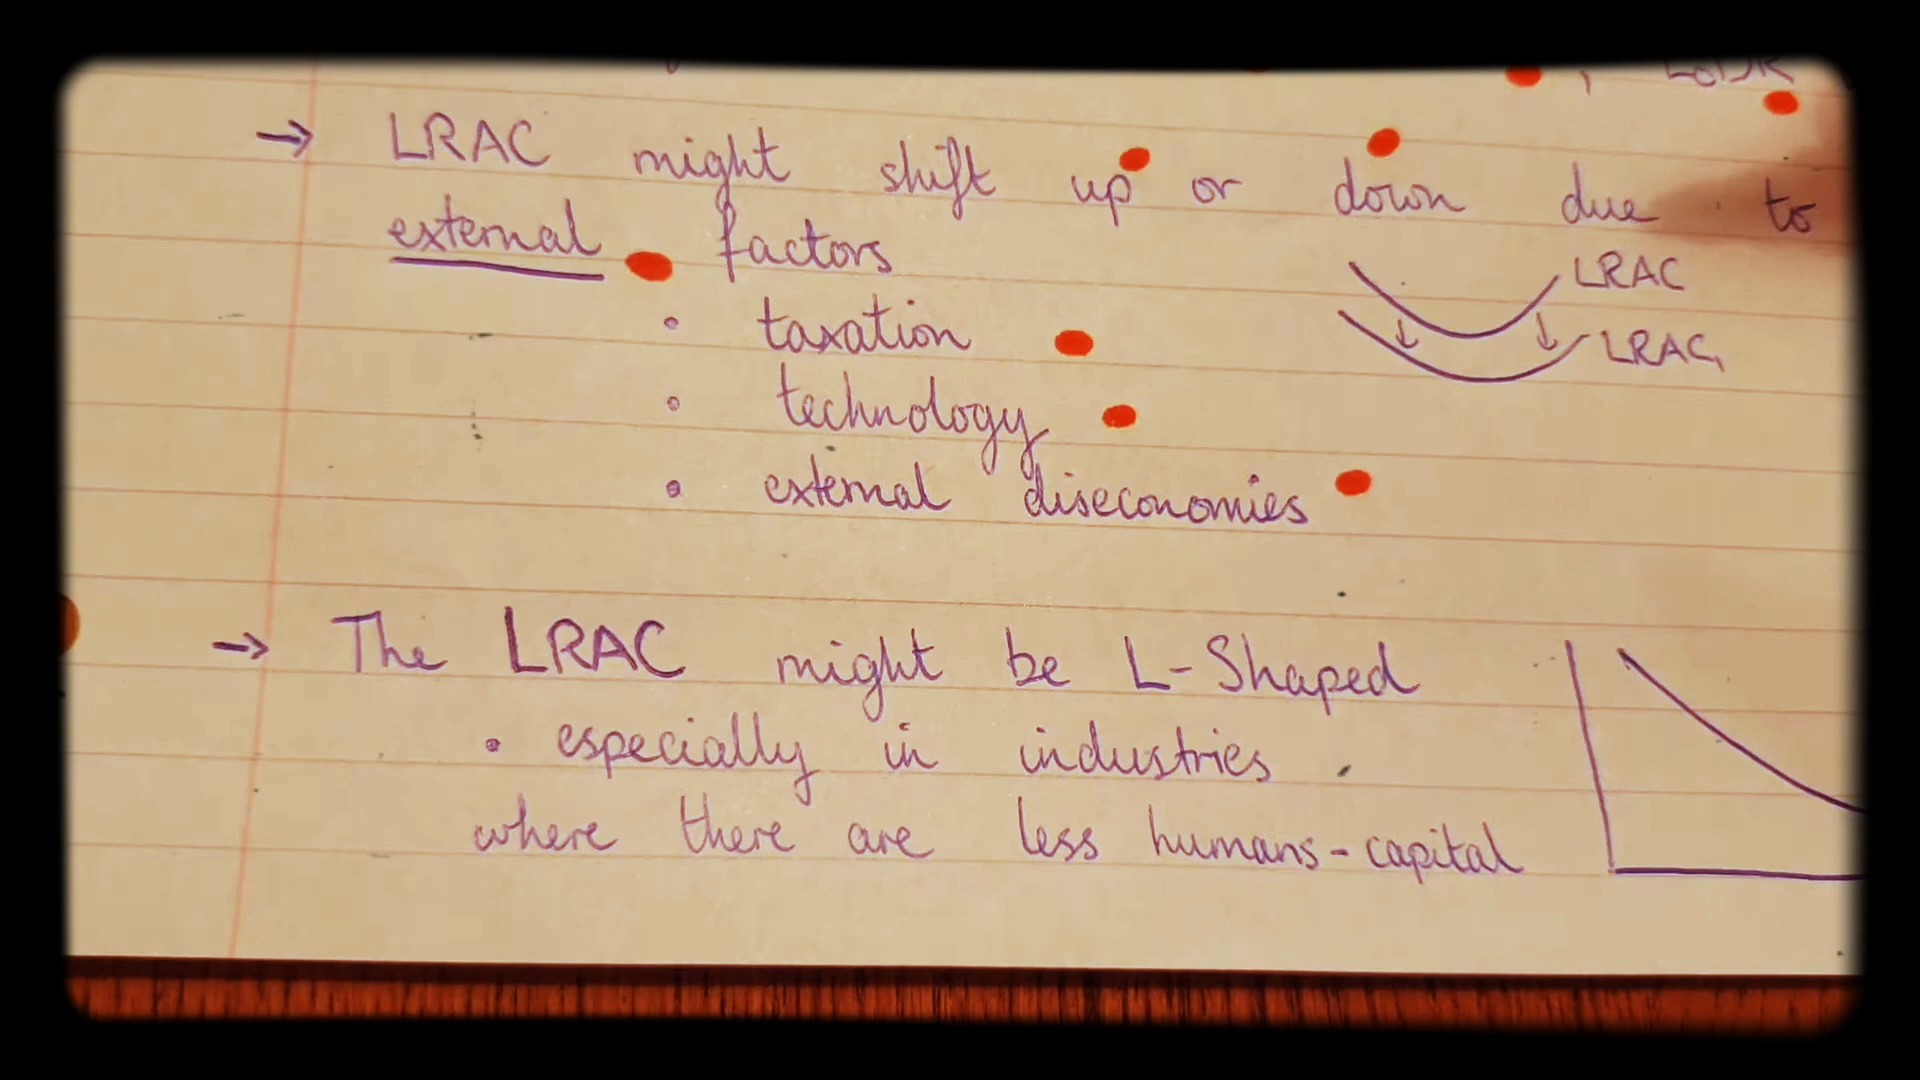 → LRAC might shift up or down due to
external factors
• taxation
• technology
• external diseconomies
LRAC
LRAC₁
→ The LRAC might be L-Shaped
• especially in industries
where there are less humans-capital